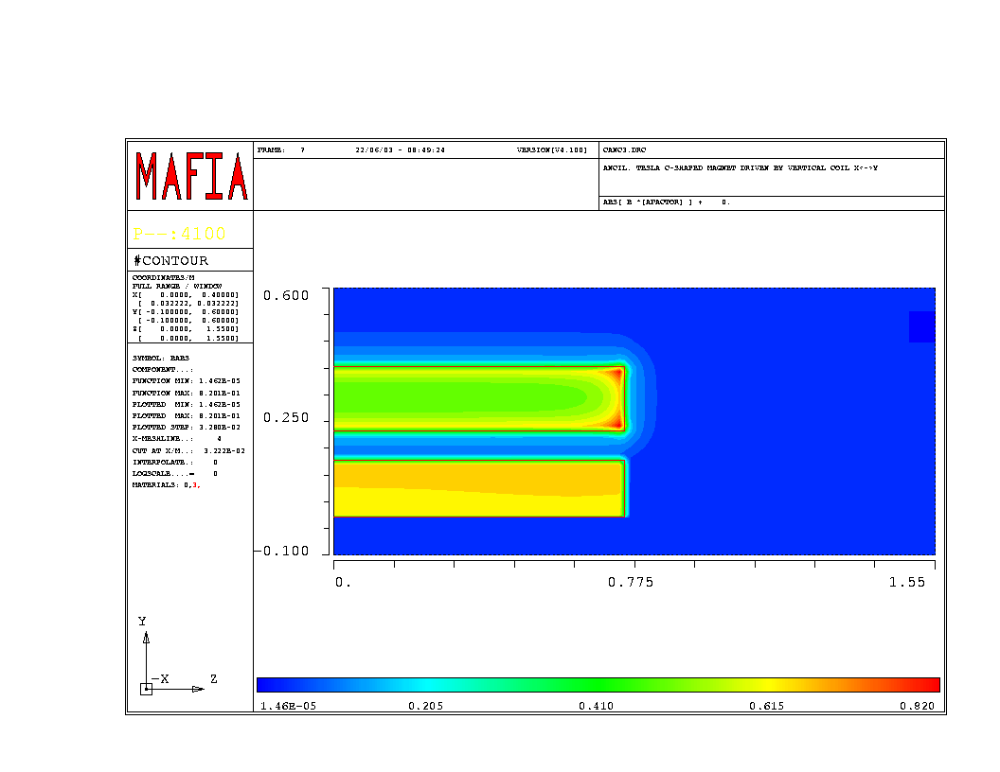 MAFIA
FRAME: 7 22/06/03 - 08:49:24 VERSION[V4.100] CANC3.DRC
ANCIL. TESLA C-SHAPED MAGNET DRIVEN BY VERTICAL COIL X<->Y
ABS[ B *[AFACTOR] ] + 0.
P--:4100
#CONTOUR
COORDINATES/M
FULL RANGE / WINDOW
X[ 0.0000, 0.40000]
[ 0.032222, 0.032222]
Y[ -0.100000, 0.60000]
[ -0.100000, 0.60000]
Z[ 0.0000, 1.5500]
[ 0.0000, 1.5500]
SYMBOL: BABS
COMPONENT...:
FUNCTION MIN: 1.462E-05
FUNCTION MAX: 8.201E-01
PLOTTED MIN: 1.462E-05
PLOTTED MAX: 8.201E-01
PLOTTED STEP: 3.280E-02
X-MESHLINE..: 4
CUT AT X/M..: 3.222E-02
INTERPOLATE.: 0
LOGSCALE....= 0
MATERIALS: 0,3,
0.600
0.250
-0.100
0. 0.775 1.55
Y
-X Z
1.46E-05 0.205 0.410 0.615 0.820